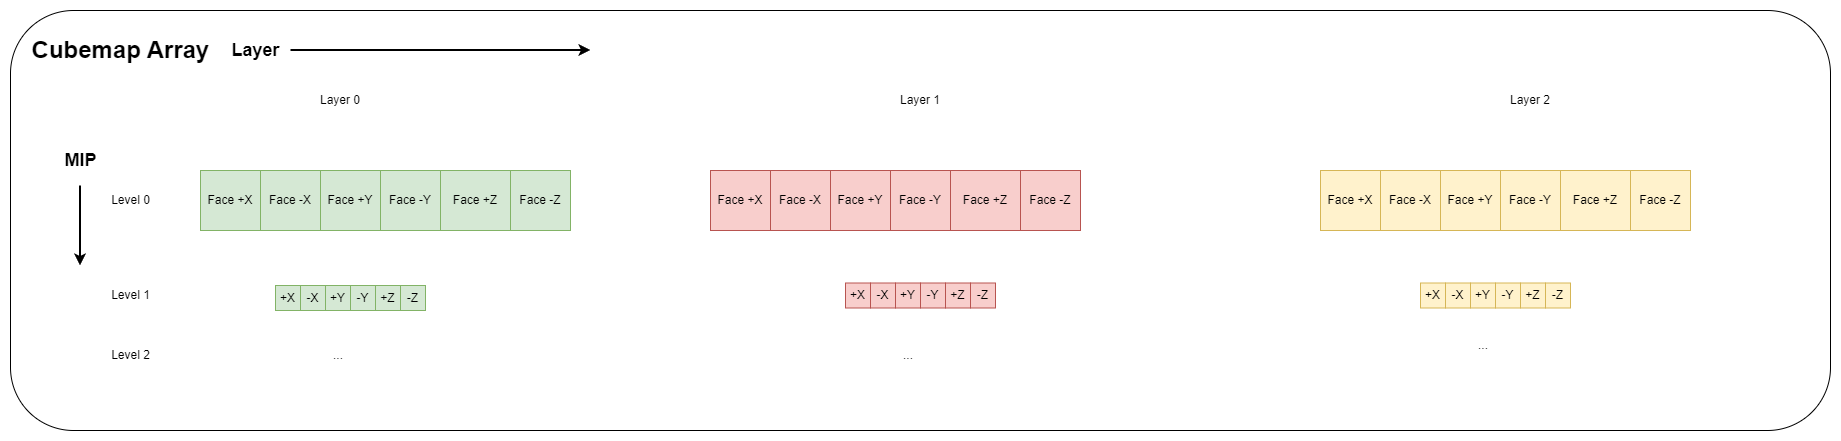 Cubemap Array Layer
Layer 0 Layer 1 Layer 2
MIP
Level 0 Face +X Face -X Face +Y Face -Y Face +Z Face -Z Face +X Face -X Face +Y Face -Y Face +Z Face -Z Face +X Face -X Face +Y Face -Y Face +Z Face -Z
Level 1 +X -X +Y -Y +Z -Z +X -X +Y -Y +Z -Z +X -X +Y -Y +Z -Z
Level 2 ... ... ...